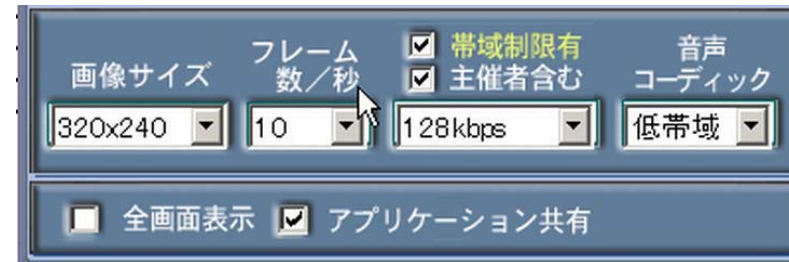 画像サイズ
フレーム
数／秒
帯域制限有
主催者含む
音声
コーディック
320x240
10
128kbps
低帯域
全画面表示
アプリケーション共有